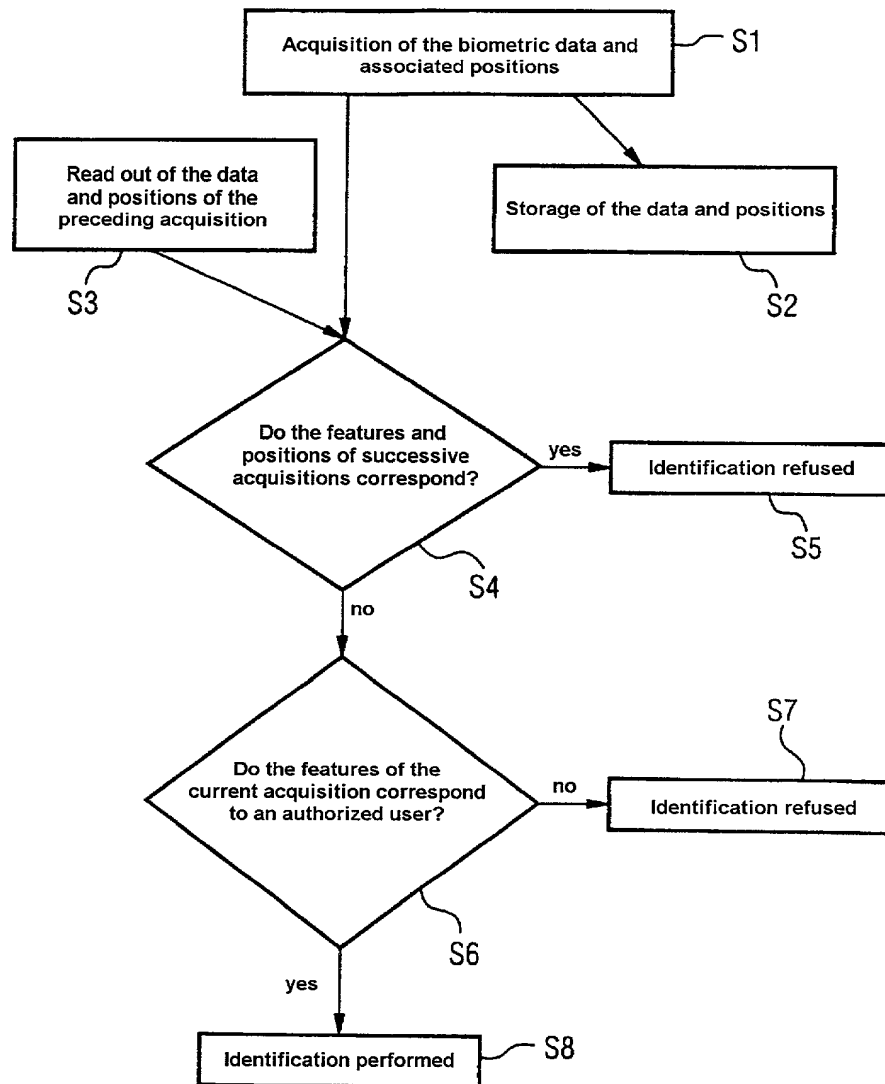 Acquisition of the biometric data and
associated positions
S1
Read out of the data
and positions of the
preceding acquisition
S3
Storage of the data and positions
S2
Do the features and
positions of successive
acquisitions correspond?
S4
yes
Identification refused
S5
no
Do the features of the
current acquisition correspond
to an authorized user?
S6
no
Identification refused
S7
yes
Identification performed
S8